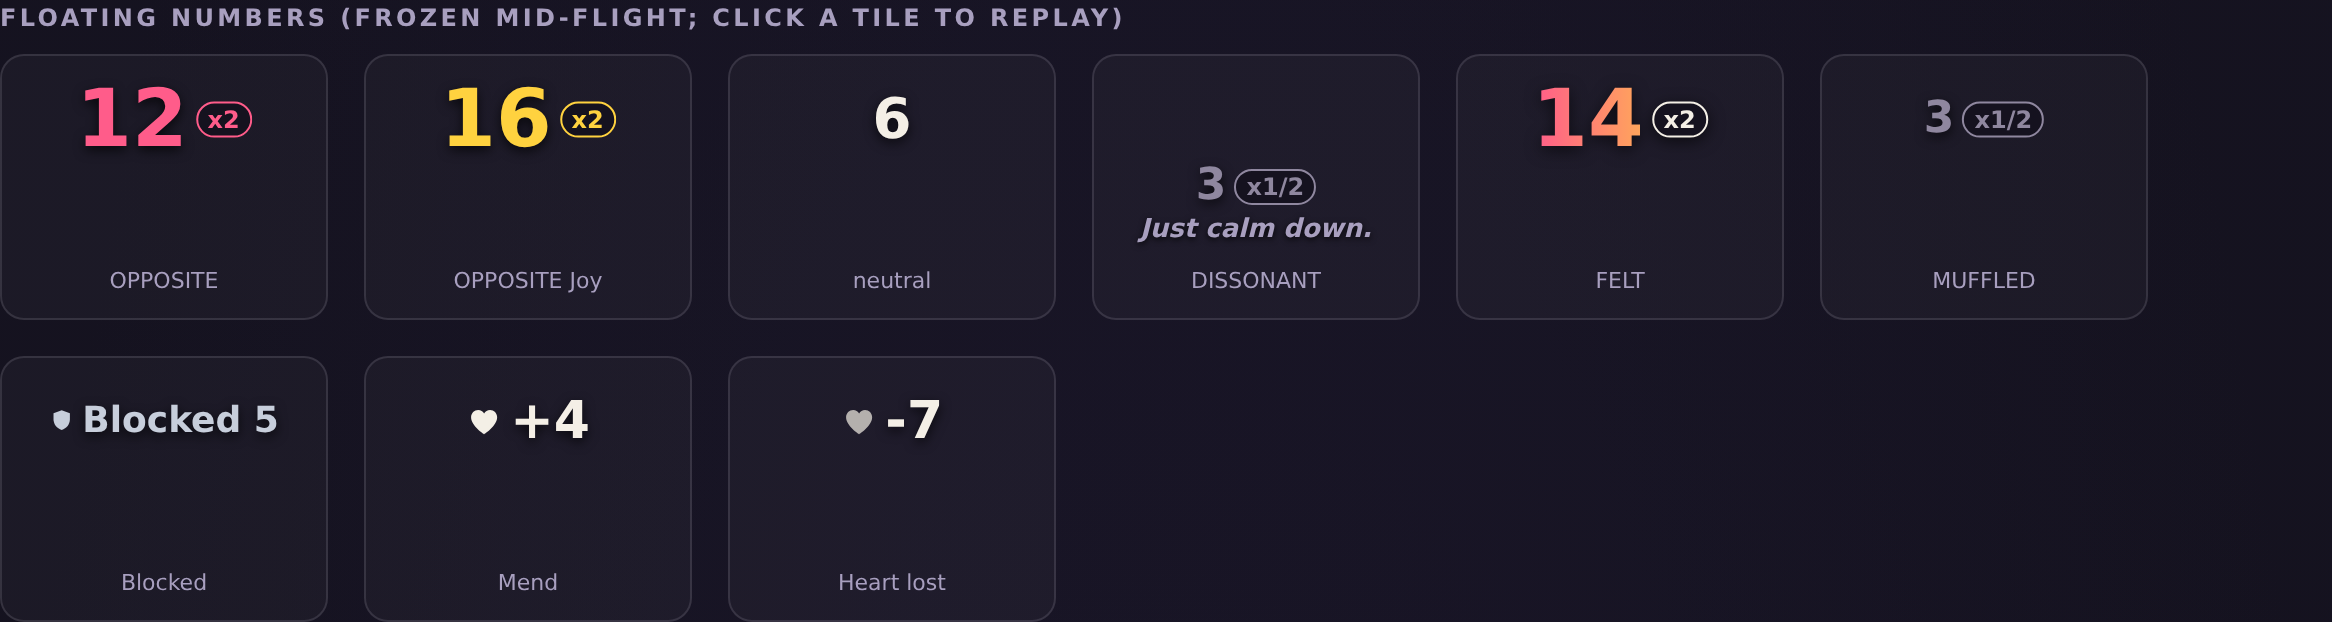 FLOATING NUMBERS (FROZEN MID-FLIGHT; CLICK A TILE TO REPLAY)
12 x2
OPPOSITE
16 x2
OPPOSITE Joy
6
neutral
3 x1/2
Just calm down.
DISSONANT
14 x2
FELT
3 x1/2
MUFFLED
Blocked 5
Blocked
+4
Mend
-7
Heart lost